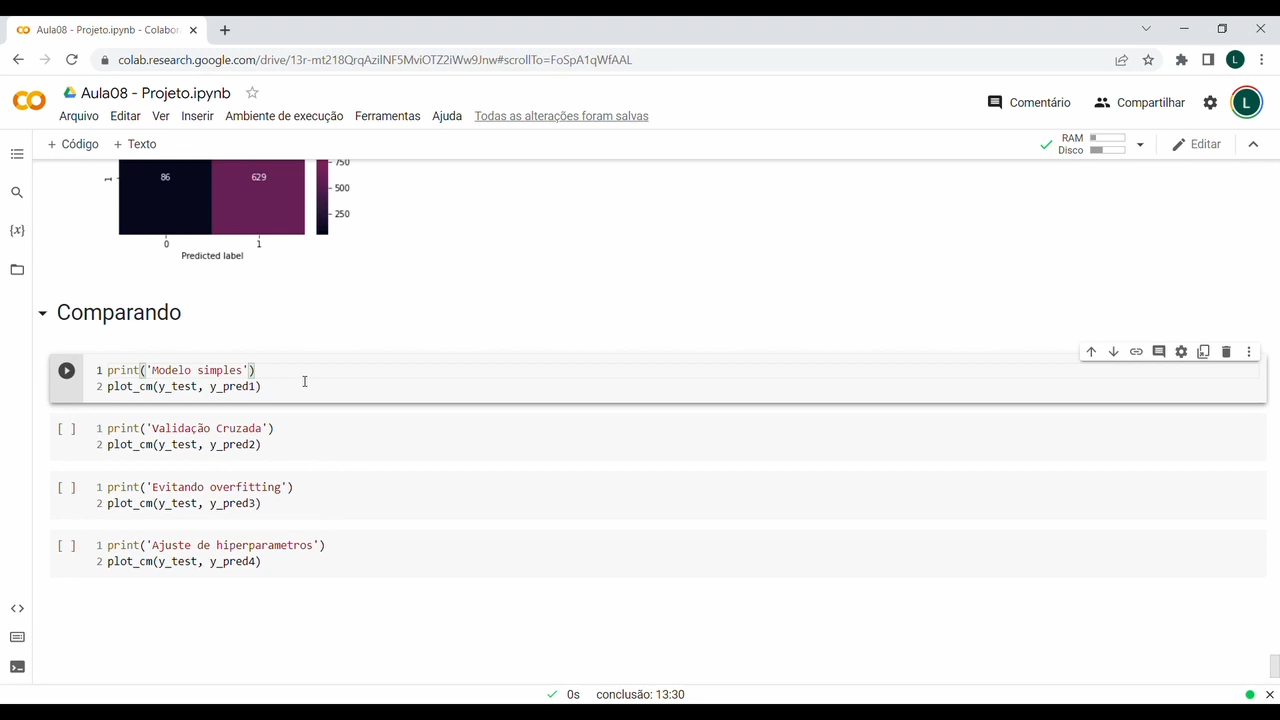 Aula08 - Projeto.ipynb - Colabor
colab.research.google.com/drive/13r-mt218QrqAzilNF5MviOTZ2iWw9Jnw#scrollTo=FoSpA1qWfAAL
L
Aula08 - Projeto.ipynb
Comentário
Compartilhar
L
Arquivo Editar Ver Inserir Ambiente de execução Ferramentas Ajuda Todas as alterações foram salvas
+ Código + Texto
RAM
Disco
Editar
750
1
86 629
500
250
0 1
Predicted label
Comparando
1 print('Modelo simples')
2 plot_cm(y_test, y_pred1)
[ ] 1 print('Validação Cruzada')
2 plot_cm(y_test, y_pred2)
[ ] 1 print('Evitando overfitting')
2 plot_cm(y_test, y_pred3)
[ ] 1 print('Ajuste de hiperparametros')
2 plot_cm(y_test, y_pred4)
0s conclusão: 13:30